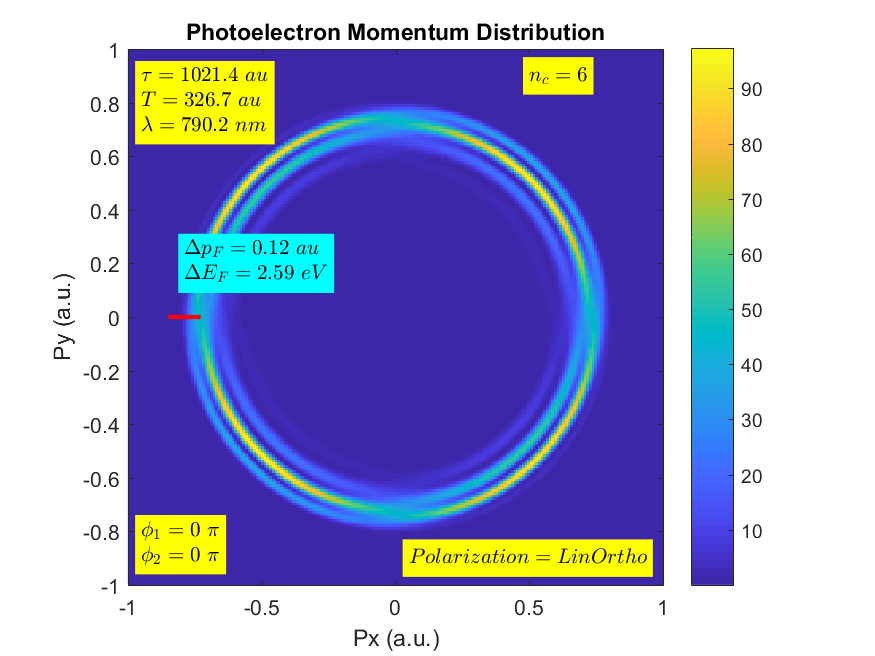 Photoelectron Momentum Distribution
τ = 1021.4 au
T = 326.7 au
λ = 790.2 nm
n_c = 6
Δp_F = 0.12 au
ΔE_F = 2.59 eV
ϕ_1 = 0 π
ϕ_2 = 0 π
Polarization = LinOrtho
Py (a.u.)
1
0.8
0.6
0.4
0.2
0
-0.2
-0.4
-0.6
-0.8
-1
-1
-0.5
0
0.5
1
Px (a.u.)
90
80
70
60
50
40
30
20
10